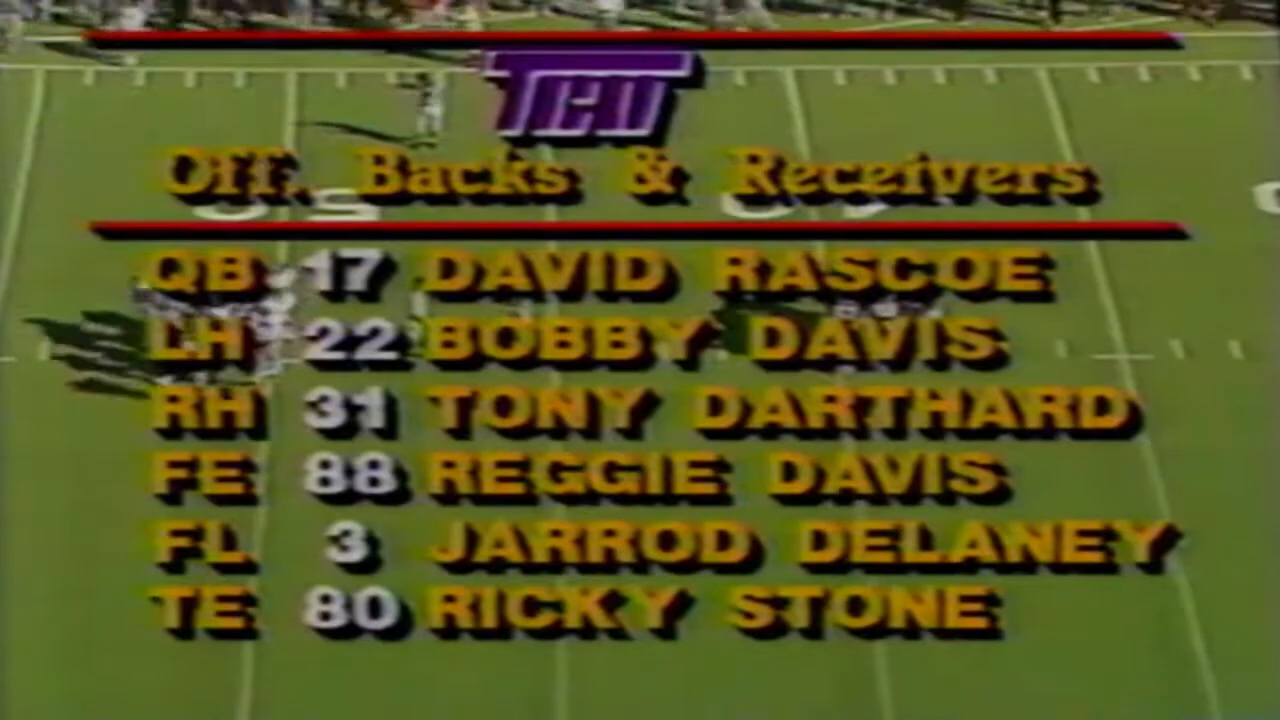 TCU
Off. Backs & Receivers
QB 17 DAVID RASCOE
LH 22 BOBBY DAVIS
RH 31 TONY DARTHARD
FE 88 REGGIE DAVIS
FL 3 JARROD DELANEY
TE 80 RICKY STONE